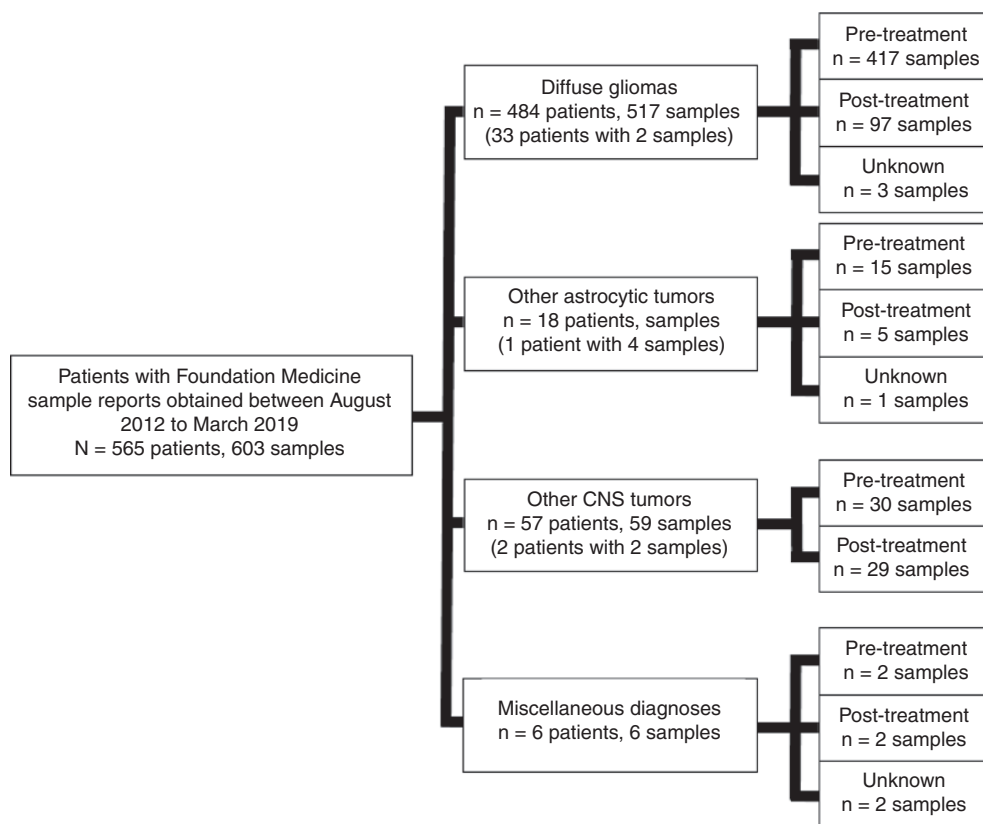 Patients with Foundation Medicine
sample reports obtained between August
2012 to March 2019
N = 565 patients, 603 samples
Diffuse gliomas
n = 484 patients, 517 samples
(33 patients with 2 samples)
Pre-treatment
n = 417 samples
Post-treatment
n = 97 samples
Unknown
n = 3 samples
Other astrocytic tumors
n = 18 patients, samples
(1 patient with 4 samples)
Pre-treatment
n = 15 samples
Post-treatment
n = 5 samples
Unknown
n = 1 samples
Other CNS tumors
n = 57 patients, 59 samples
(2 patients with 2 samples)
Pre-treatment
n = 30 samples
Post-treatment
n = 29 samples
Miscellaneous diagnoses
n = 6 patients, 6 samples
Pre-treatment
n = 2 samples
Post-treatment
n = 2 samples
Unknown
n = 2 samples